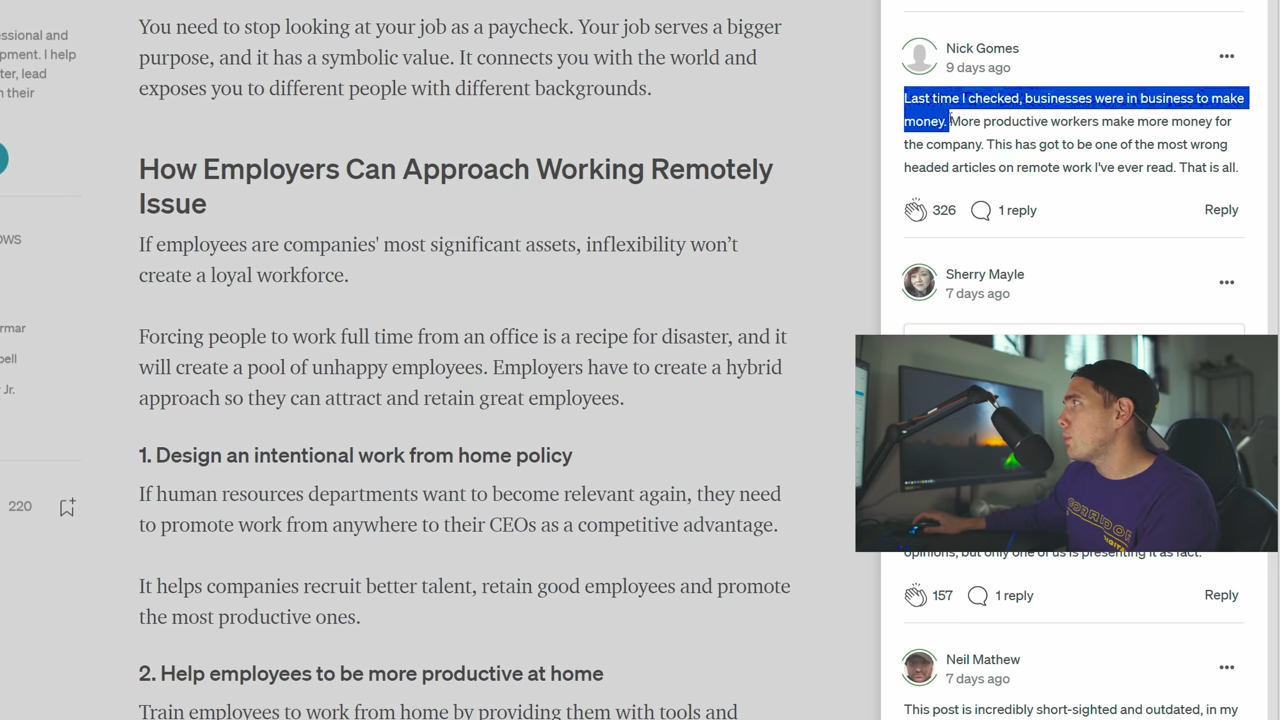 ssional and
pment. I help
ter, lead
n their
ows
rmar
bell
Jr.
220
You need to stop looking at your job as a paycheck. Your job serves a bigger
purpose, and it has a symbolic value. It connects you with the world and
exposes you to different people with different backgrounds.
How Employers Can Approach Working Remotely
Issue
If employees are companies' most significant assets, inflexibility won’t
create a loyal workforce.
Forcing people to work full time from an office is a recipe for disaster, and it
will create a pool of unhappy employees. Employers have to create a hybrid
approach so they can attract and retain great employees.
1. Design an intentional work from home policy
If human resources departments want to become relevant again, they need
to promote work from anywhere to their CEOs as a competitive advantage.
It helps companies recruit better talent, retain good employees and promote
the most productive ones.
2. Help employees to be more productive at home
Train employees to work from home by providing them with tools and
Nick Gomes
9 days ago
Last time I checked, businesses were in business to make
money. More productive workers make more money for
the company. This has got to be one of the most wrong
headed articles on remote work I've ever read. That is all.
326 1 reply Reply
Sherry Mayle
7 days ago
CORRIDOR
DIGITAL
opinions, but only one of us is presenting it as fact.
157 1 reply Reply
Neil Mathew
7 days ago
This post is incredibly short-sighted and outdated, in my